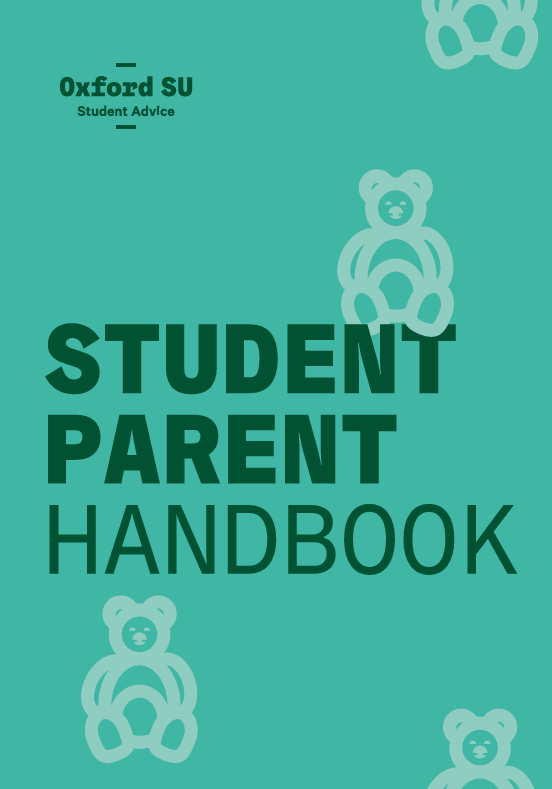 Oxford SU
Student Advice
STUDENT
PARENT
HANDBOOK